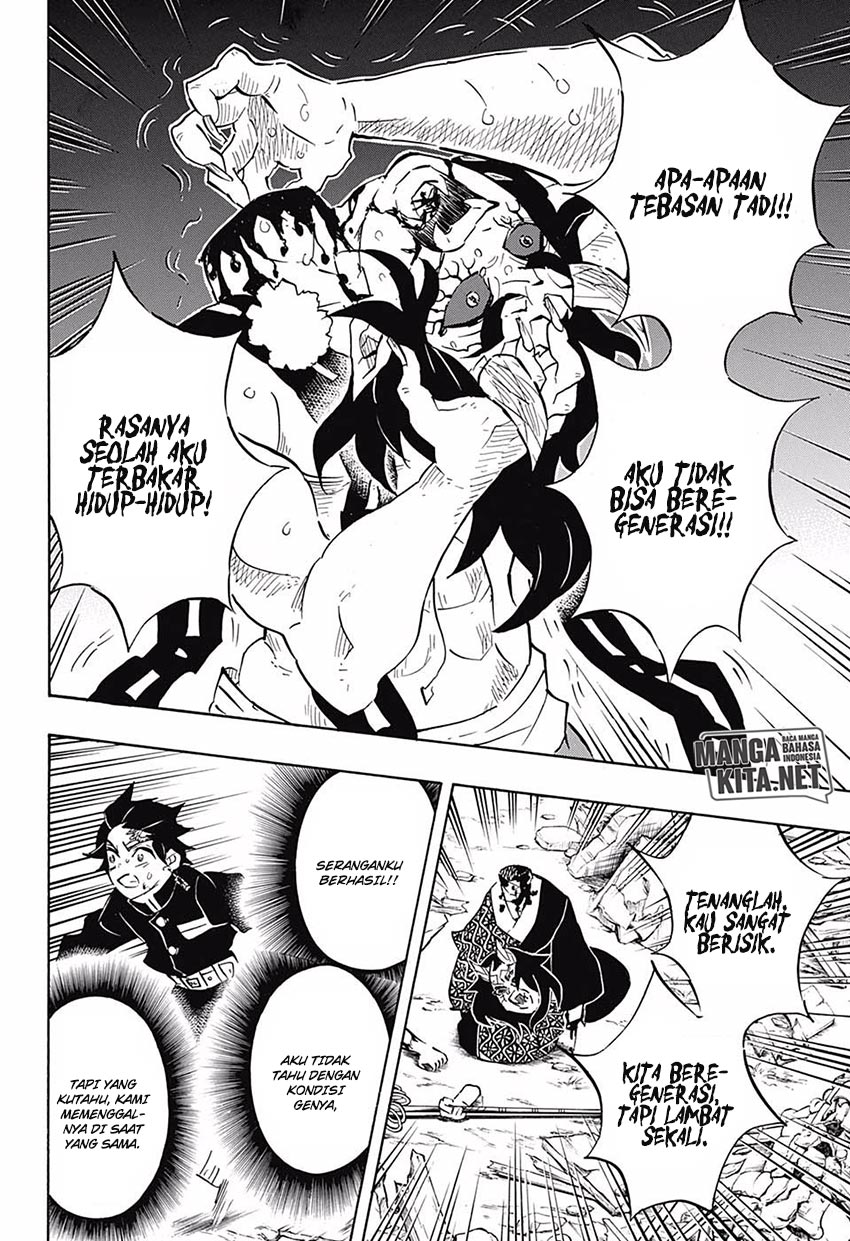 APA-APAAN
TEBASAN TADI!!
RASANYA
SEOLAH AKU
TERBAKAR
HIDUP-HIDUP!
AKU TIDAK
BISA BERE-
GENERASI!!
MANGA
KITA.NET
BACA MANGA
BAHASA
INDONESIA
TENANGLAH,
KAU SANGAT
BERISIK.
KITA BERE-
GENERASI,
TAPI LAMBAT
SEKALI.
SERANGANKU
BERHASIL!!
AKU TIDAK
TAHU DENGAN
KONDISI
GENYA,
TAPI YANG
KUTAHU, KAMI
MEMENGGAL-
NYA DI SAAT
YANG SAMA.